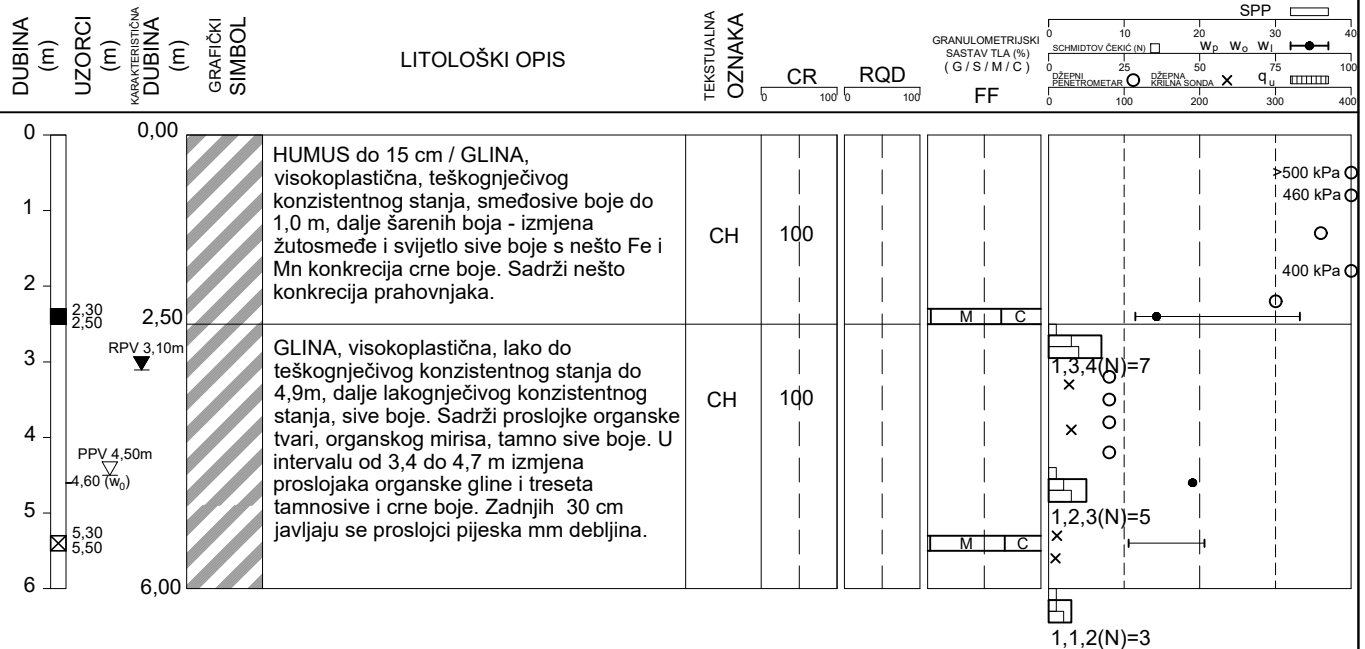 DUBINA
(m)
UZORCI
(m)
KARAKTERISTIČNA
DUBINA
(m)
GRAFIČKI
SIMBOL
LITOLOŠKI OPIS
TEKSTUALNA
OZNAKA
CR
0 100
RQD
0 100
GRANULOMETRIJSKI
SASTAV TLA (%)
( G / S / M / C )
FF
SPP
0 10 20 30 40
SCHMIDTOV ČEKIĆ (N) wp wo wl
0 25 50 75 100
DŽEPNI
PENETROMETAR
DŽEPNA
KRILNA SONDA
qu
0 100 200 300 400
0
1
2
3
4
5
6
2,30
2,50
RPV 3,10m
PPV 4,50m
4,60 (w0)
5,30
5,50
0,00
2,50
6,00
HUMUS do 15 cm / GLINA,
visokoplastična, teškognječivog
konzistentnog stanja, smeđosive boje do
1,0 m, dalje šarenih boja - izmjena
žutosmeđe i svijetlo sive boje s nešto Fe i
Mn konkrecija crne boje. Sadrži nešto
konkrecija prahovnjaka.
CH
100
M C
>500 kPa
460 kPa
400 kPa
GLINA, visokoplastična, lako do
teškognječivog konzistentnog stanja do
4,9m, dalje lakognječivog konzistentnog
stanja, sive boje. Sadrži proslojke organske
tvari, organskog mirisa, tamno sive boje. U
intervalu od 3,4 do 4,7 m izmjena
proslojaka organske gline i treseta
tamnosive i crne boje. Zadnjih 30 cm
javljaju se proslojci pijeska mm debljina.
CH
100
M C
1,3,4(N)=7
1,2,3(N)=5
1,1,2(N)=3